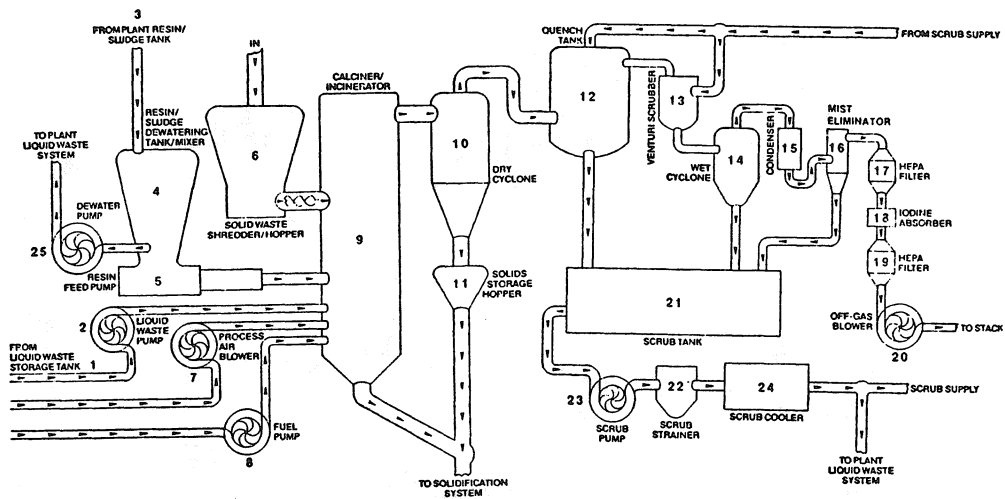 3
FROM PLANT RESIN/
SLUDGE TANK
IN
QUENCH
TANK
FROM SCRUB SUPPLY
CALCINER/
INCINERATOR
RESIN/
SLUDGE
DEWATERING
TANK/MIXER
TO PLANT
LIQUID WASTE
SYSTEM
4
6
10
DRY
CYCLONE
12
VENTURI SCRUBBER
13
WET
CYCLONE
14
CONDENSER
15
MIST
ELIMINATOR
16
17
HEPA
FILTER
18
IODINE
ABSORBER
19
HEPA
FILTER
DEWATER
PUMP
25
SOLID WASTE
SHREDDER/HOPPER
9
RESIN
FEED PUMP
5
11
SOLIDS
STORAGE
HOPPER
21
SCRUB TANK
OFF-GAS
BLOWER
20
TO STACK
2
LIQUID
WASTE
PUMP
PROCESS
AIR
BLOWER
7
FROM
LIQUID WASTE
STORAGE TANK
1
FUEL
PUMP
8
23
SCRUB
PUMP
22
SCRUB
STRAINER
24
SCRUB COOLER
SCRUB SUPPLY
TO SOLIDIFICATION
SYSTEM
TO PLANT
LIQUID WASTE
SYSTEM